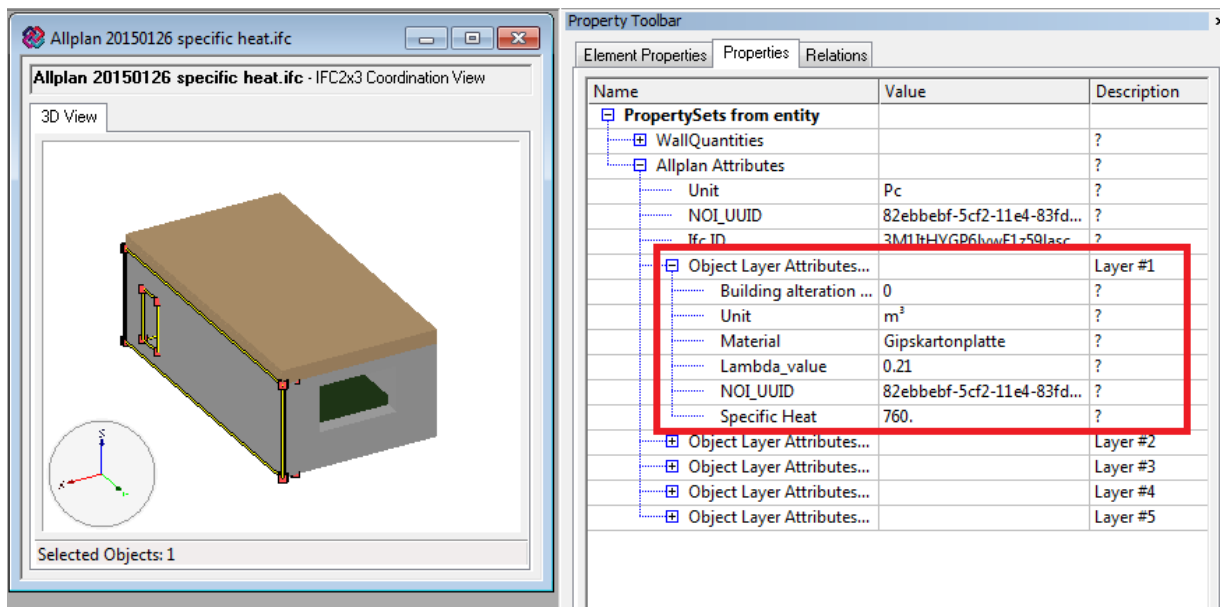 Allplan 20150126 specific heat.ifc
Allplan 20150126 specific heat.ifc - IFC2x3 Coordination View
3D View
Selected Objects: 1
Property Toolbar
Element Properties Properties Relations
Name Value Description
PropertySets from entity
WallQuantities ?
Allplan Attributes ?
Unit Pc ?
NOI_UUID 82ebbebf-5cf2-11e4-83fd... ?
Ifc ID ?
Object Layer Attributes... Layer #1
Building alteration ... 0 ?
Unit m³ ?
Material Gipskartonplatte ?
Lambda_value 0.21 ?
NOI_UUID 82ebbebf-5cf2-11e4-83fd... ?
Specific Heat 760. ?
Object Layer Attributes... Layer #2
Object Layer Attributes... Layer #3
Object Layer Attributes... Layer #4
Object Layer Attributes... Layer #5